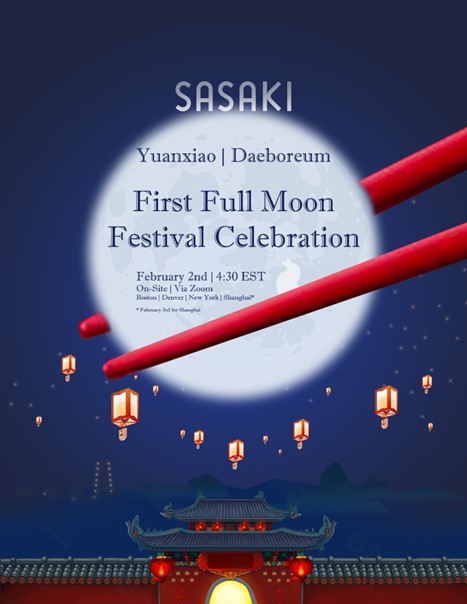 SASAKI
Yuanxiao | Daeboreum
First Full Moon
Festival Celebration
February 2nd | 4:30 EST
On-Site | Via Zoom
Boston | Denver | New York | Shanghai*
* February 3rd for Shanghai